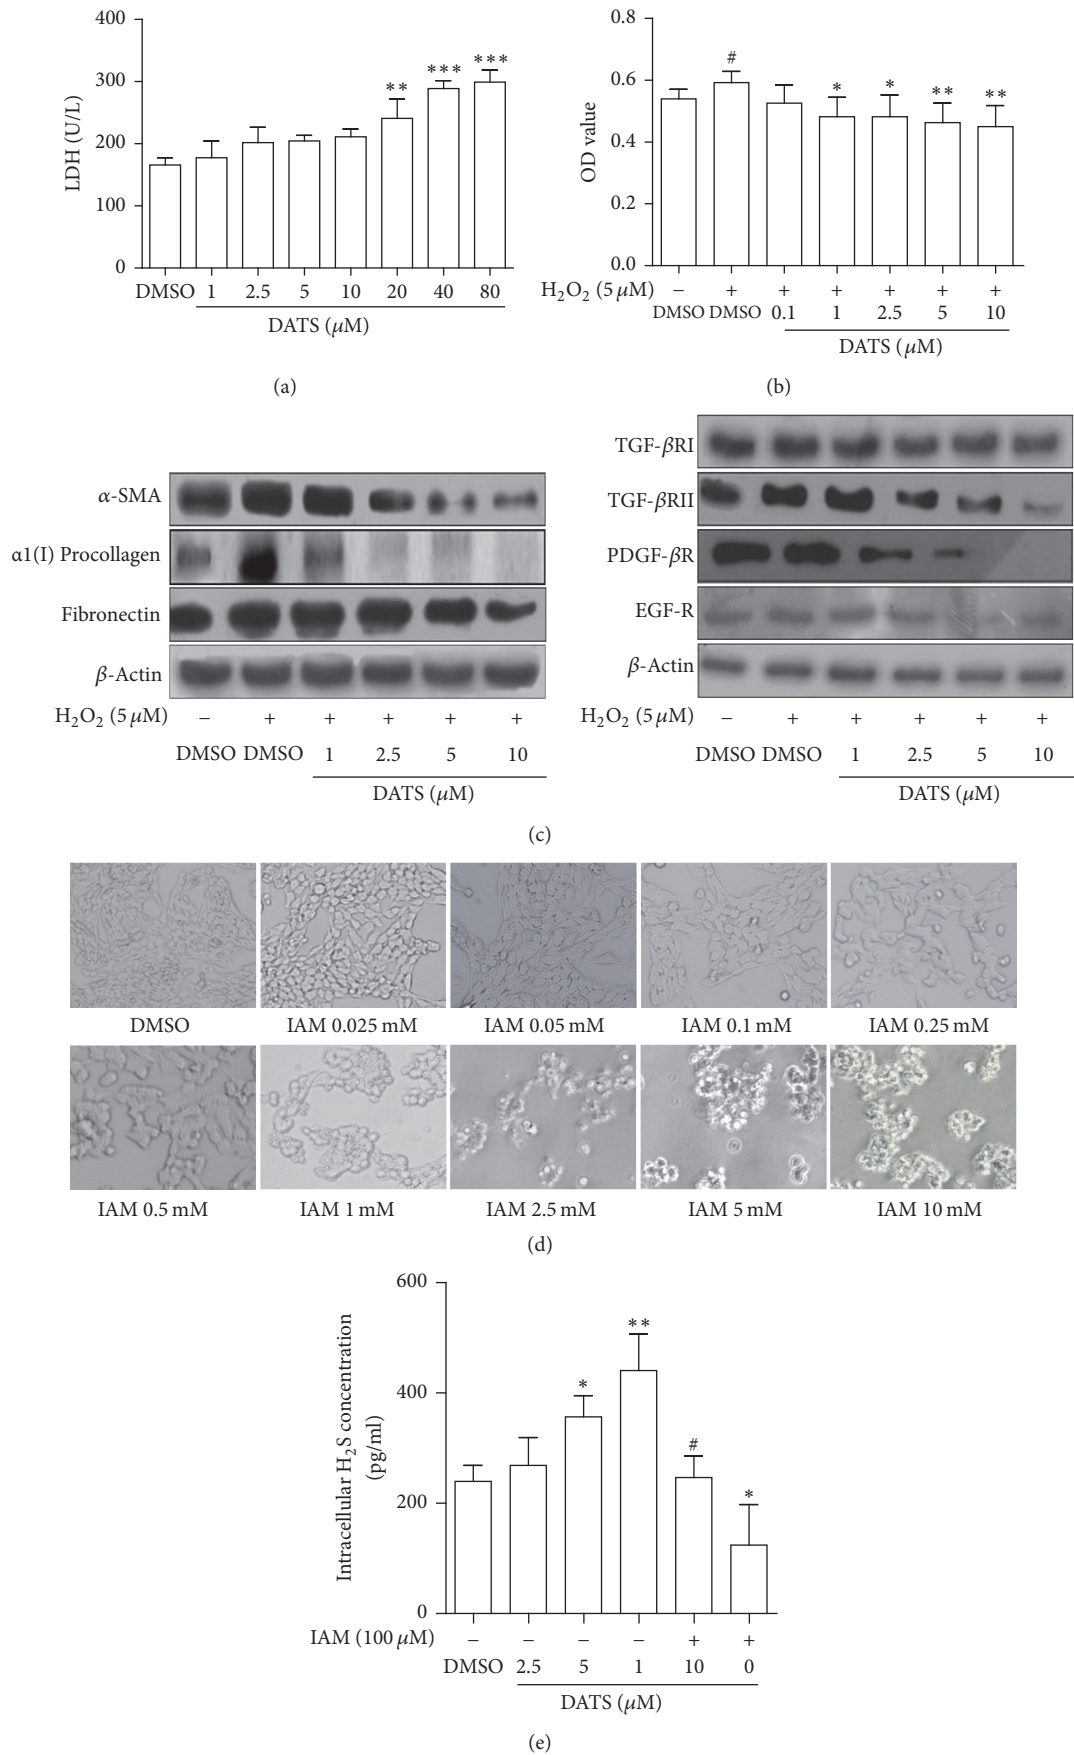 400
300
200
100
0
LDH (U/L)
** *** ***
DMSO 1 2.5 5 10 20 40 80
DATS (μM)
(a)
0.8
0.6
0.4
0.2
0.0
OD value
# * * ** **
H2O2 (5 μM) − + + + + + +
DMSO DMSO 0.1 1 2.5 5 10
DATS (μM)
(b)
α-SMA
α1(I) Procollagen
Fibronectin
β-Actin
H2O2 (5 μM) − + + + + +
DMSO DMSO 1 2.5 5 10
DATS (μM)
TGF-βRI
TGF-βRII
PDGF-βR
EGF-R
β-Actin
H2O2 (5 μM) − + + + + +
DMSO DMSO 1 2.5 5 10
DATS (μM)
(c)
DMSO IAM 0.025 mM IAM 0.05 mM IAM 0.1 mM IAM 0.25 mM
IAM 0.5 mM IAM 1 mM IAM 2.5 mM IAM 5 mM IAM 10 mM
(d)
600
400
200
0
Intracellular H2S concentration
(pg/ml)
* ** # *
IAM (100 μM) − − − − + +
DMSO 2.5 5 1 10 0
DATS (μM)
(e)